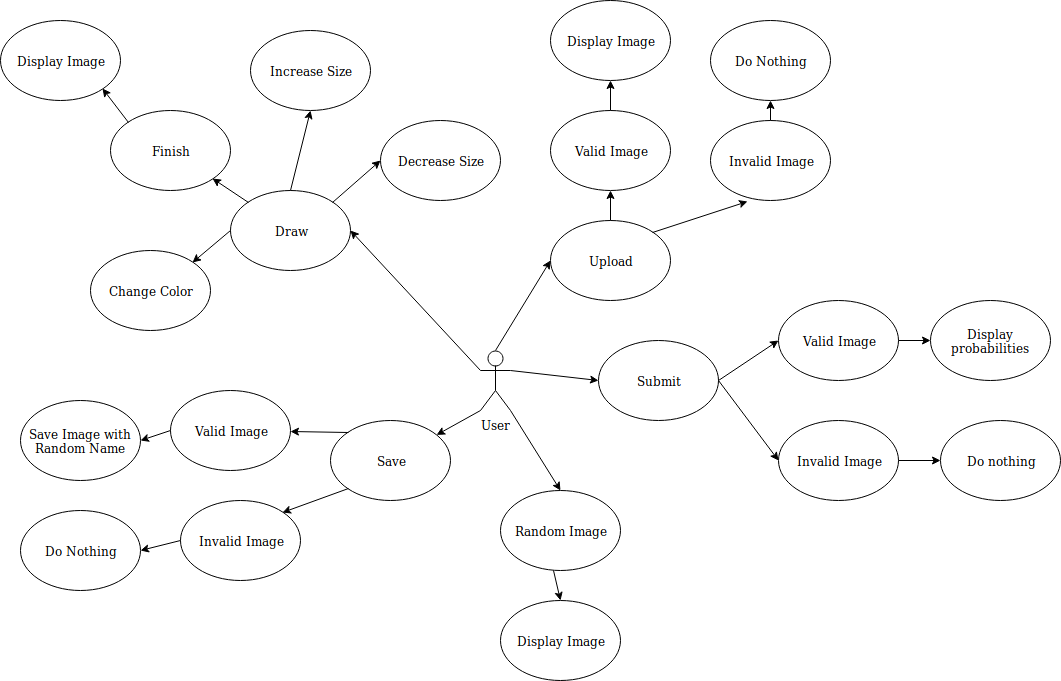 Display Image
Increase Size
Display Image
Do Nothing
Finish
Decrease Size
Valid Image
Invalid Image
Draw
Upload
Change Color
Valid Image
Display
probabilities
Submit
User
Save Image with
Random Name
Valid Image
Save
Invalid Image
Do nothing
Do Nothing
Invalid Image
Random Image
Display Image